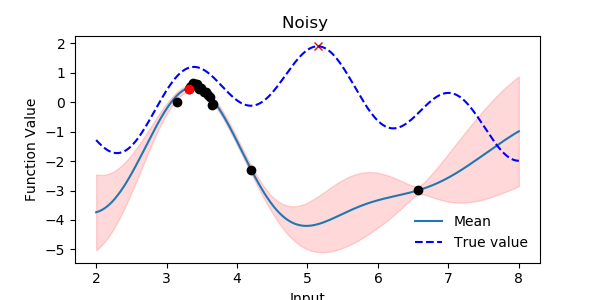 Noisy
Function Value
2
1
0
−1
−2
−3
−4
−5
Mean
True value
2 3 4 5 6 7 8
Input